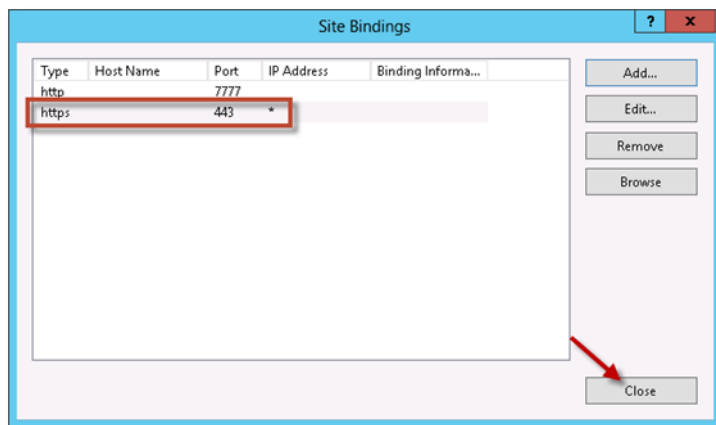 Site Bindings
? x
Type Host Name Port IP Address Binding Informa...
http 7777
https 443 *
Add...
Edit...
Remove
Browse
Close